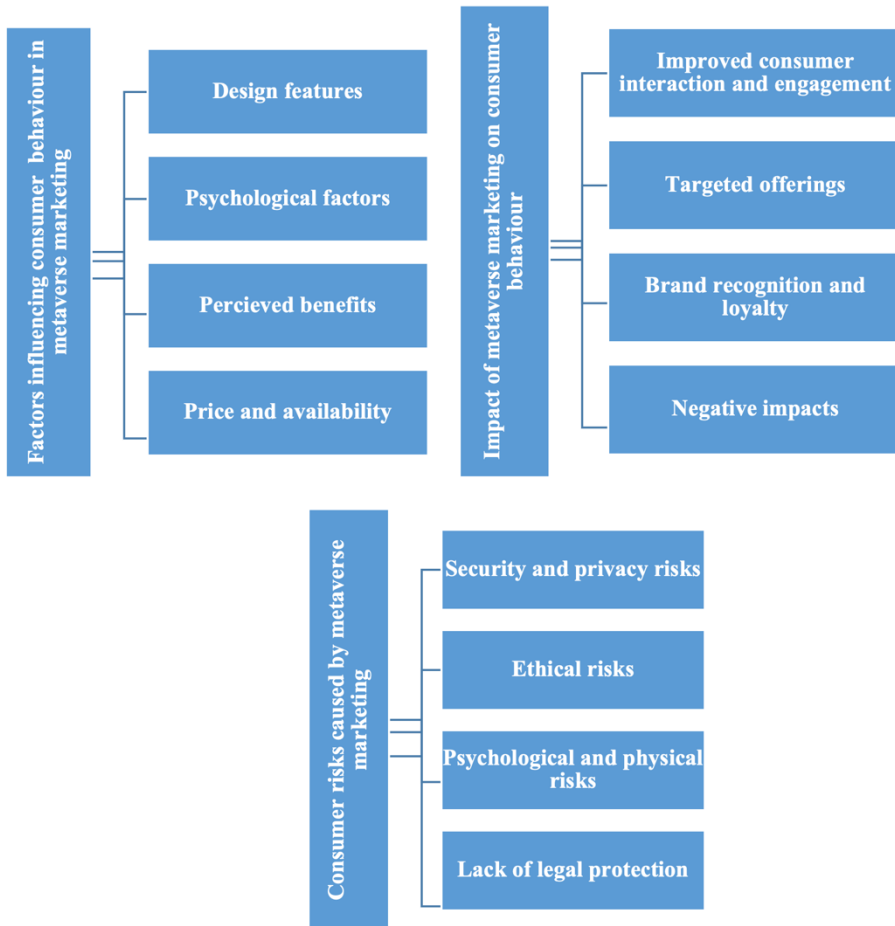 Factors influencing consumer behaviour in
metaverse marketing
Design features
Psychological factors
Percieved benefits
Price and availability
Impact of metaverse marketing on consumer
behaviour
Improved consumer
interaction and engagement
Targeted offerings
Brand recognition and
loyalty
Negative impacts
Consumer risks caused by metaverse
marketing
Security and privacy risks
Ethical risks
Psychological and physical
risks
Lack of legal protection